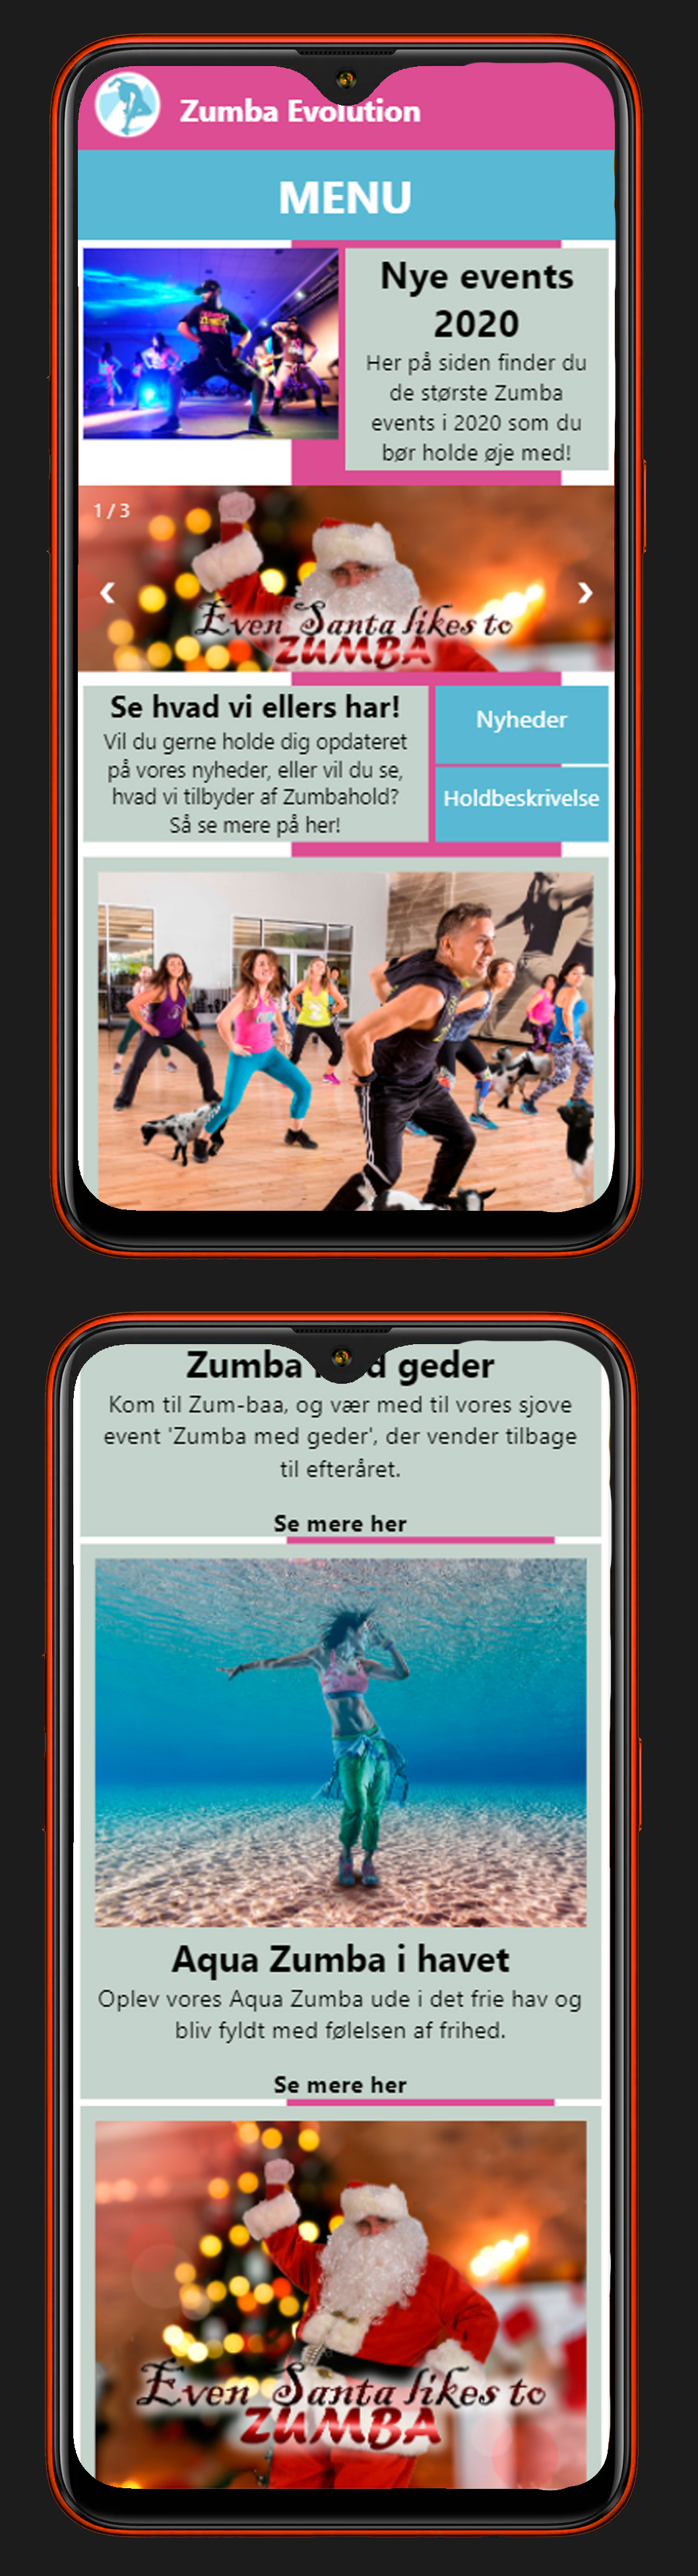 Zumba Evolution
MENU
Nye events
2020
Her på siden finder du
de største Zumba
events i 2020 som du
bør holde øje med!
1 / 3
Even Santa likes to
ZUMBA
Se hvad vi ellers har!
Vil du gerne holde dig opdateret
på vores nyheder, eller vil du se,
hvad vi tilbyder af Zumbahold?
Så se mere på her!
Nyheder
Holdbeskrivelse
Zumba med geder
Kom til Zum-baa, og vær med til vores sjove
event 'Zumba med geder', der vender tilbage
til efteråret.
Se mere her
Aqua Zumba i havet
Oplev vores Aqua Zumba ude i det frie hav og
bliv fyldt med følelsen af frihed.
Se mere her
Even Santa likes to
ZUMBA